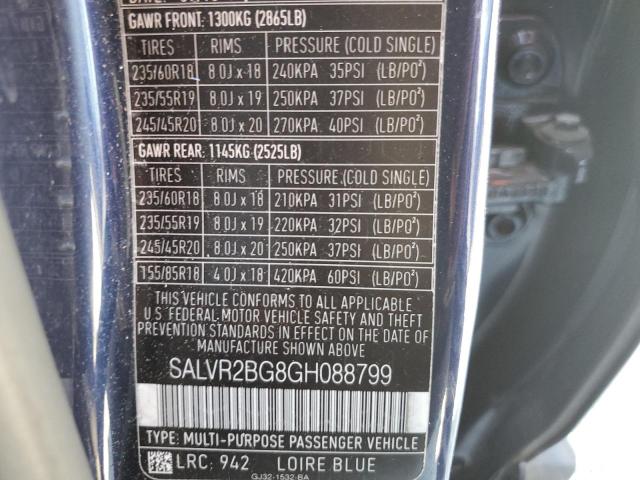 GAWR FRONT: 1300KG (2865LB)
TIRES RIMS PRESSURE (COLD SINGLE)
235/60R18 8.0J x 18 240KPA 35PSI (LB/PO²)
235/55R19 8.0J x 19 250KPA 37PSI (LB/PO²)
245/45R20 8.0J x 20 270KPA 40PSI (LB/PO²)
GAWR REAR: 1145KG (2525LB)
TIRES RIMS PRESSURE (COLD SINGLE)
235/60R18 8.0J x 18 210KPA 31PSI (LB/PO²)
235/55R19 8.0J x 19 220KPA 32PSI (LB/PO²)
245/45R20 8.0J x 20 250KPA 37PSI (LB/PO²)
155/85R18 4.0J x 18 420KPA 60PSI (LB/PO²)
THIS VEHICLE CONFORMS TO ALL APPLICABLE
U.S. FEDERAL MOTOR VEHICLE SAFETY AND THEFT
PREVENTION STANDARDS IN EFFECT ON THE DATE
OF MANUFACTURE SHOWN ABOVE.
SALVR2BG8GH088799
TYPE: MULTI-PURPOSE PASSENGER VEHICLE
LRC: 942 LOIRE BLUE
GJ32-1532-BA